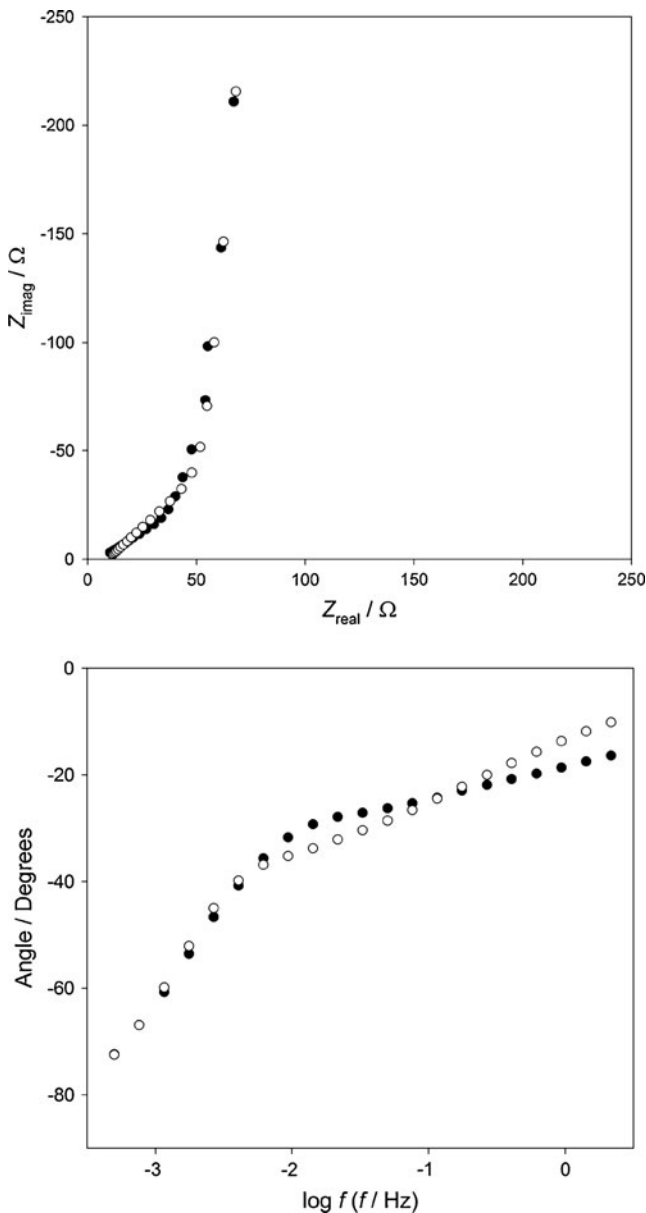 -250
-200
-150
-100
-50
0
Z_imag / Ω
0 50 100 150 200 250
Z_real / Ω
0
-20
-40
-60
-80
Angle / Degrees
-3 -2 -1 0
log f (f / Hz)